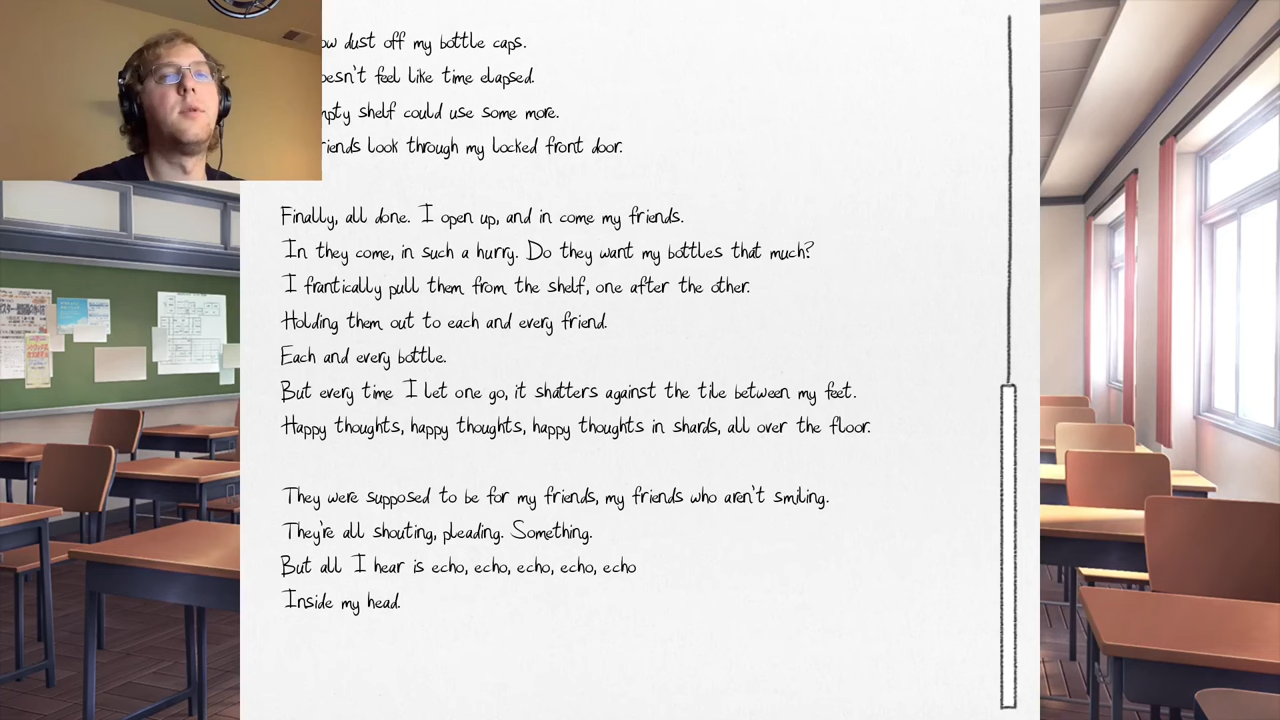 dust off my bottle caps.
feel like time elapsed.
shelf could use some more.
look through my locked front door.
Finally, all done. I open up, and in come my friends.
In they come, in such a hurry. Do they want my bottles that much?
I frantically pull them from the shelf, one after the other.
Holding them out to each and every friend.
Each and every bottle.
But every time I let one go, it shatters against the tile between my feet.
Happy thoughts, happy thoughts, happy thoughts in shards, all over the floor.
They were supposed to be for my friends, my friends who aren't smiling.
They're all shouting, pleading. Something.
But all I hear is echo, echo, echo, echo, echo
Inside my head.